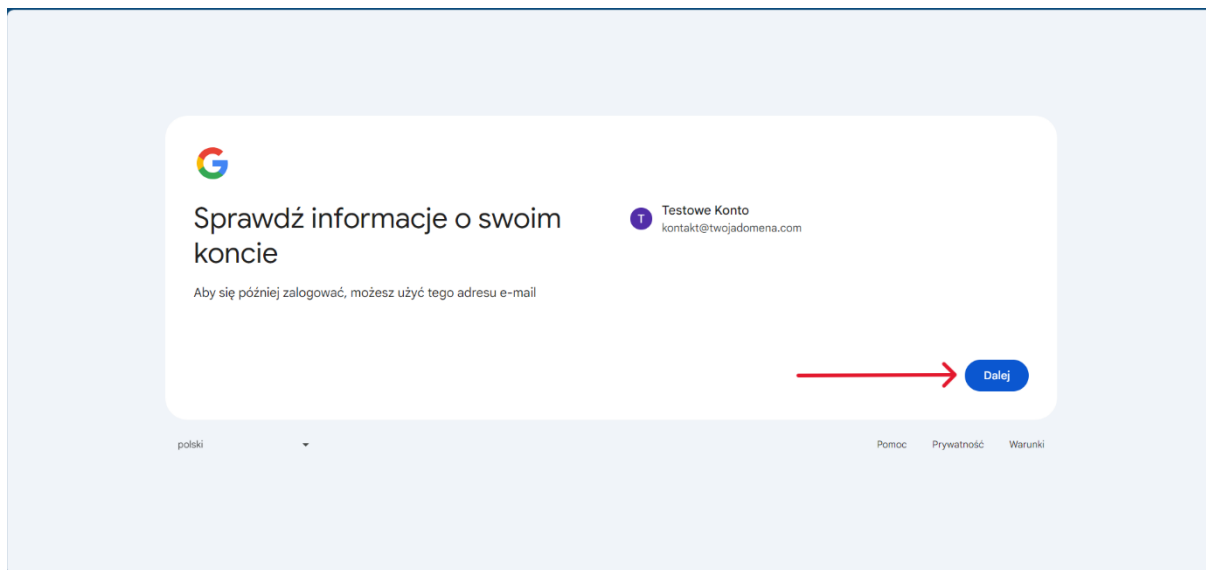 Sprawdź informacje o swoim
koncie
Aby się później zalogować, możesz użyć tego adresu e-mail
T
Testowe Konto
kontakt@twojadomena.com
Dalej
polski
Pomoc Prywatność Warunki